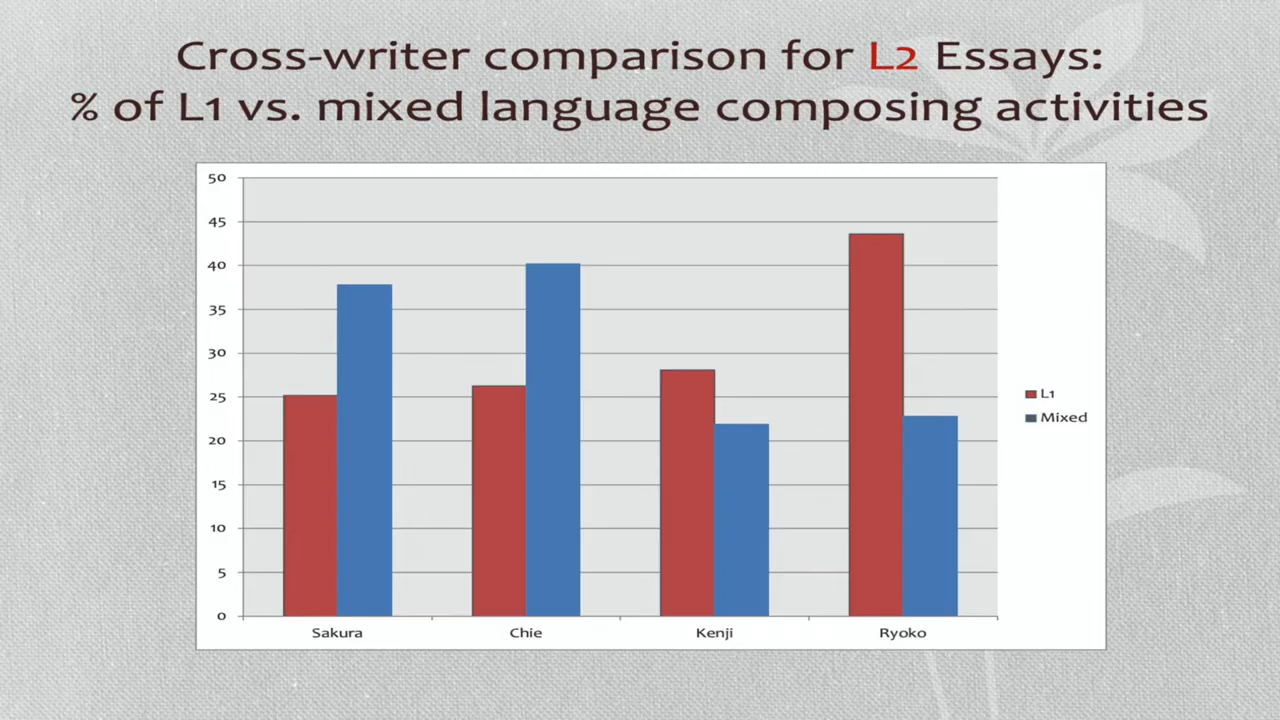 Cross-writer comparison for L2 Essays:
% of L1 vs. mixed language composing activities
50
45
40
35
30
25
20
15
10
5
0
L1
Mixed
Sakura Chie Kenji Ryoko